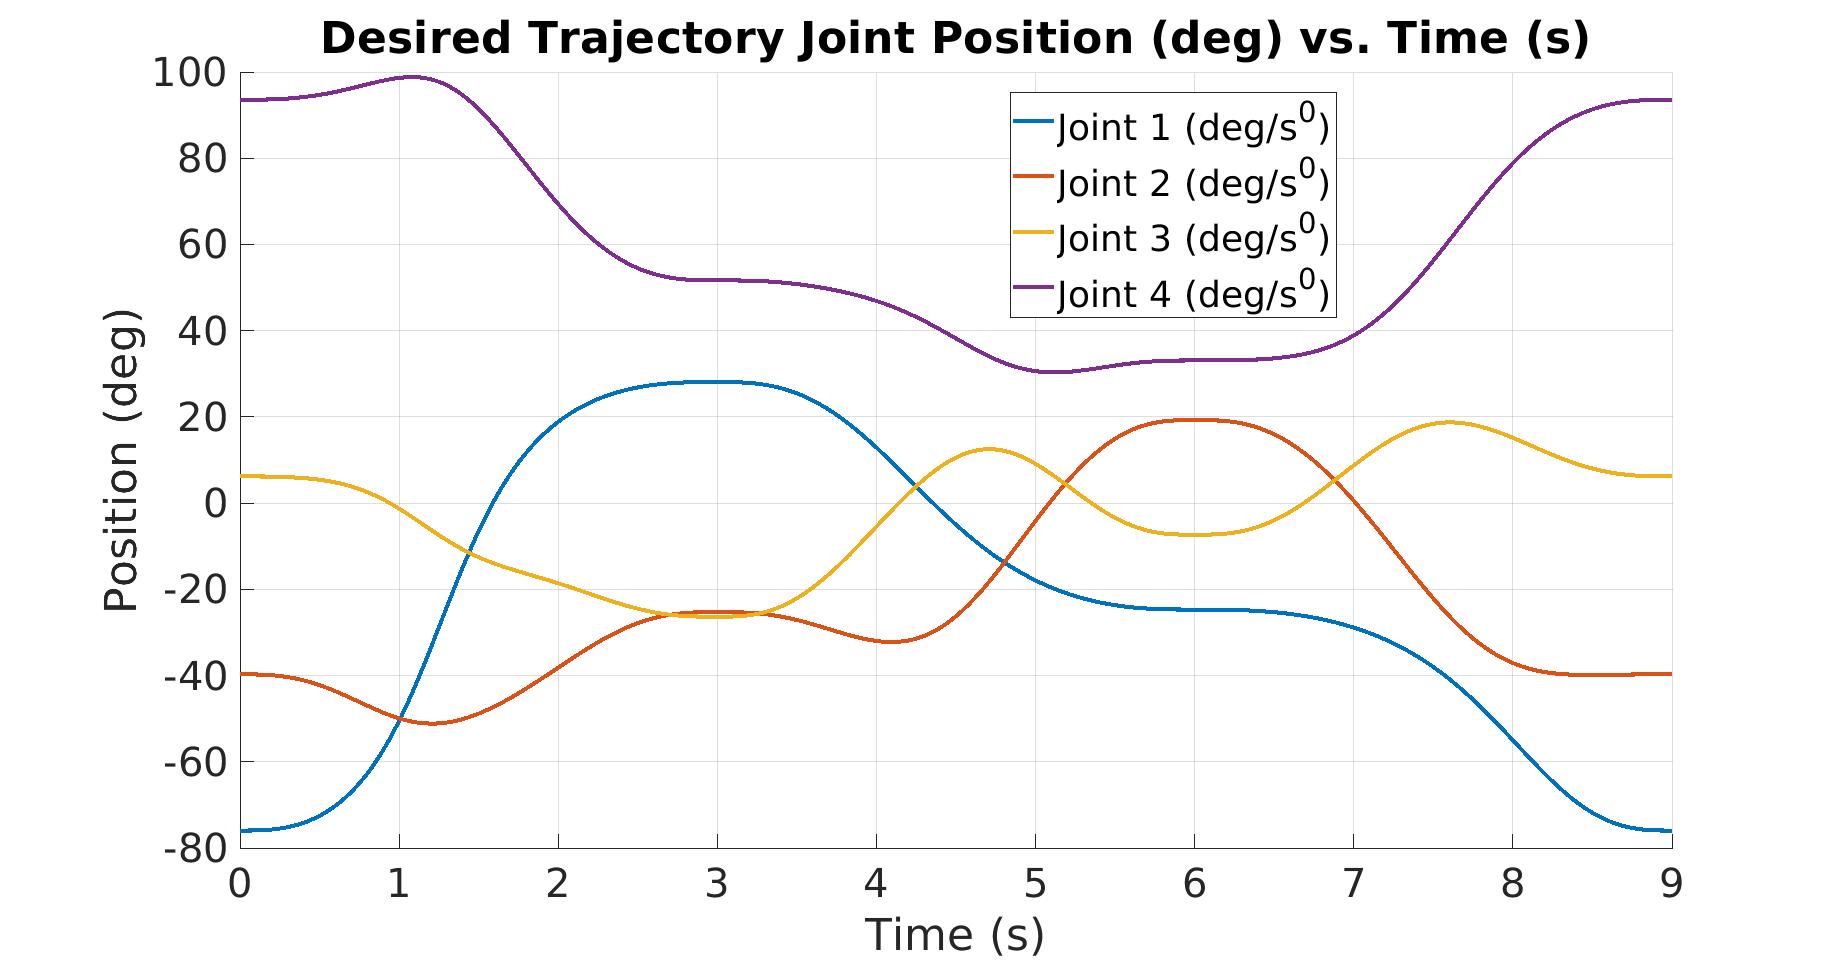 Desired Trajectory Joint Position (deg) vs. Time (s)
100
80
60
40
20
0
-20
-40
-60
-80
Position (deg)
Joint 1 (deg/s⁰)
Joint 2 (deg/s⁰)
Joint 3 (deg/s⁰)
Joint 4 (deg/s⁰)
0 1 2 3 4 5 6 7 8 9
Time (s)